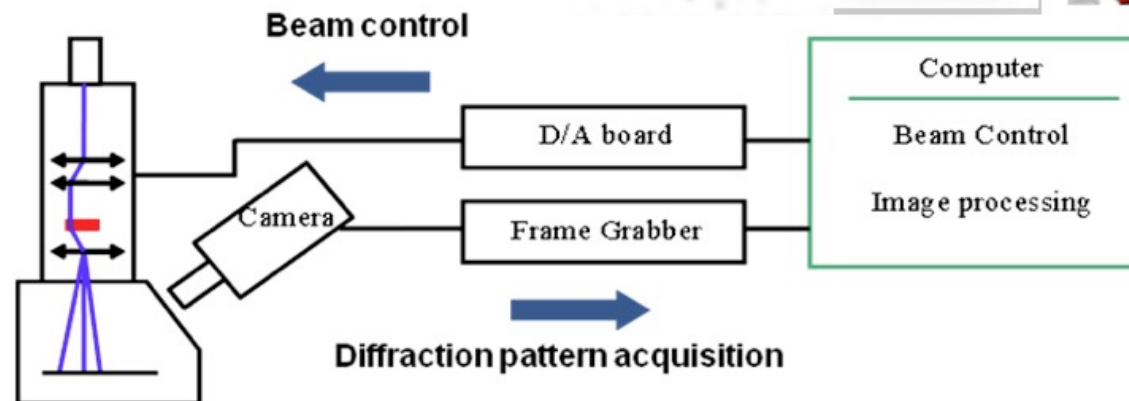 Beam control
Computer
D/A board
Beam Control
Camera
Image processing
Frame Grabber
Diffraction pattern acquisition